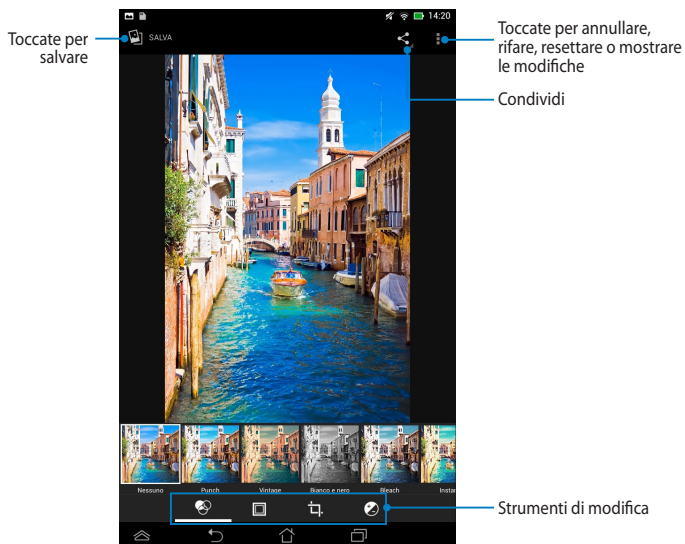 14:20
SALVA
Toccate per
salvare
Toccate per annullare,
rifare, resettare o mostrare
le modifiche
Condividi
Nessuno Punch Vintage Bianco e nero Bleach Instan
Strumenti di modifica